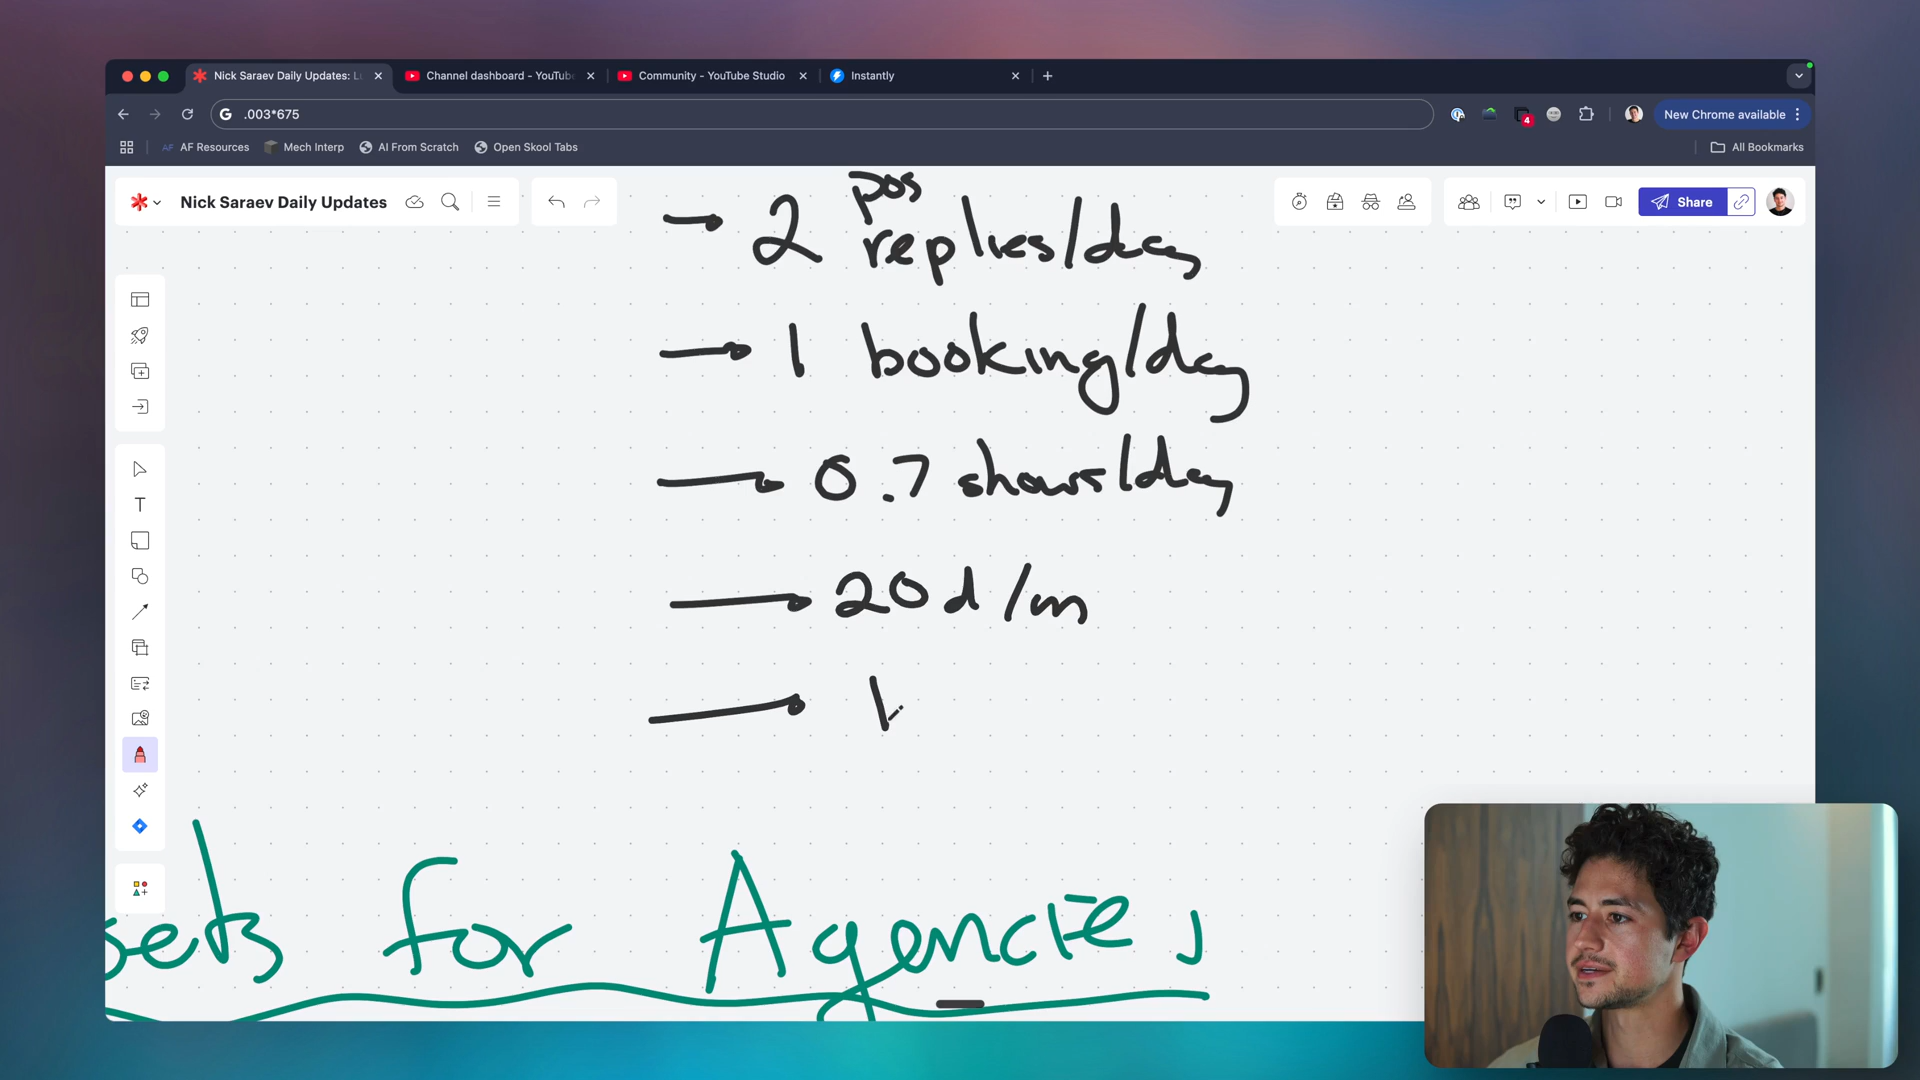 Nick Saraev Daily Updates: L
Channel dashboard - YouTube
Community - YouTube Studio
Instantly
.003*675
4
New Chrome available
AF Resources
Mech Interp
AI From Scratch
Open Skool Tabs
All Bookmarks
Nick Saraev Daily Updates
Share
pos
2 replies/day
1 booking/day
0.7 shows/day
20 d/m
sets for Agencies